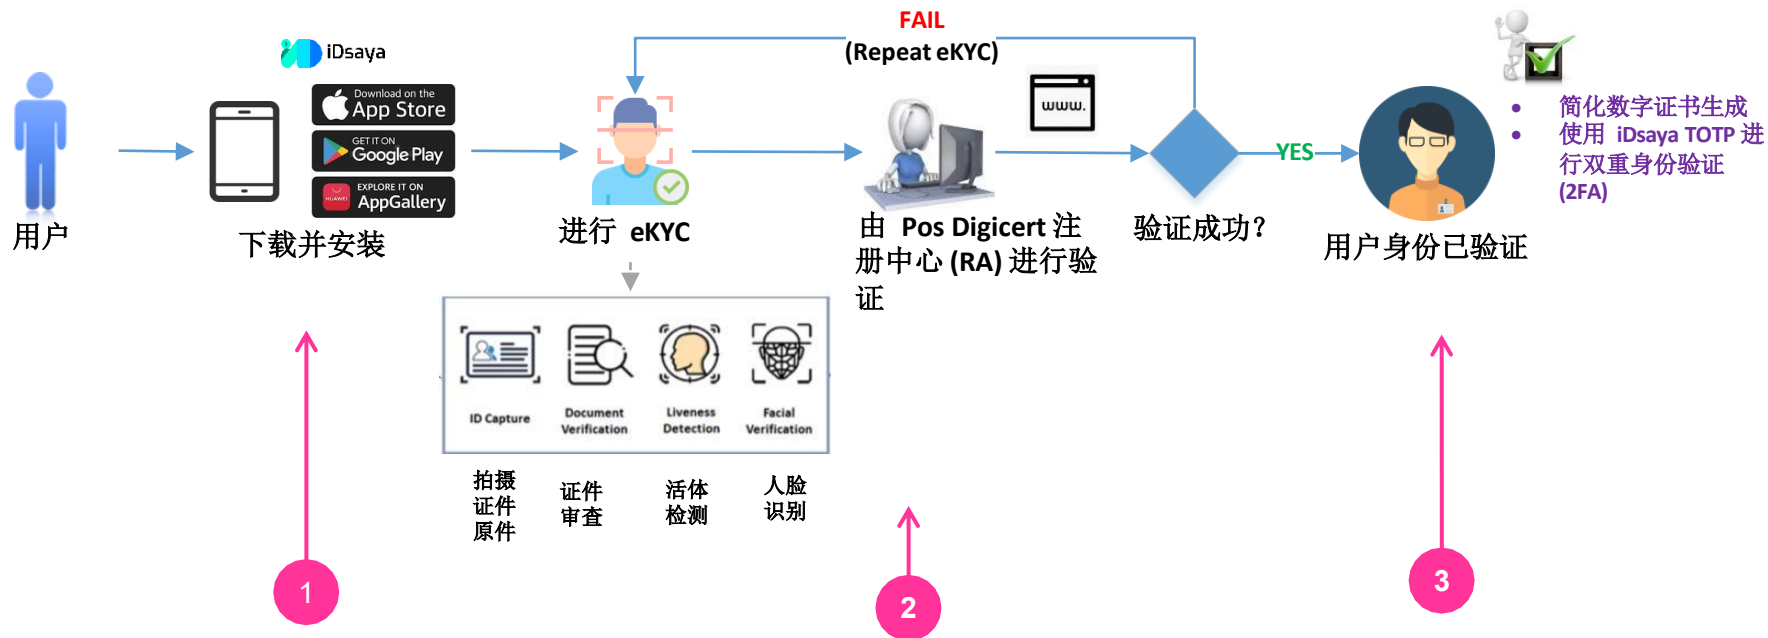 FAIL
(Repeat eKYC)
iDsaya
Download on the
App Store
GET IT ON
Google Play
HUAWEI
EXPLORE IT ON
AppGallery
www.
YES
• 简化数字证书生成
• 使用 iDsaya TOTP 进
行双重身份验证
(2FA)
用户
下载并安装
进行 eKYC
由 Pos Digicert 注
册中心 (RA) 进行验
证
验证成功?
用户身份已验证
ID Capture
Document
Verification
Liveness
Detection
Facial
Verification
拍摄
证件
原件
证件
审查
活体
检测
人脸
识别
1
2
3